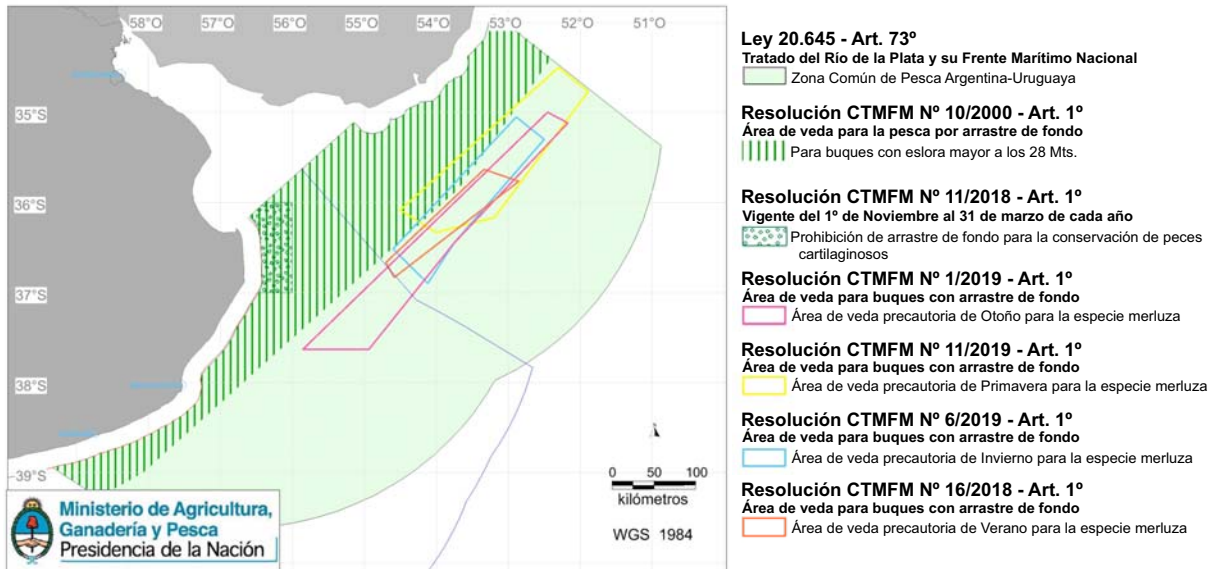 58°O 57°O 56°O 55°O 54°O 53°O 52°O 51°O
35°S
36°S
37°S
38°S
39°S
0 50 100
kilómetros
WGS 1984
Ministerio de Agricultura,
Ganadería y Pesca
Presidencia de la Nación
Ley 20.645 - Art. 73º
Tratado del Río de la Plata y su Frente Marítimo Nacional
Zona Común de Pesca Argentina-Uruguaya
Resolución CTMFM Nº 10/2000 - Art. 1º
Área de veda para la pesca por arrastre de fondo
Para buques con eslora mayor a los 28 Mts.
Resolución CTMFM Nº 11/2018 - Art. 1º
Vigente del 1º de Noviembre al 31 de marzo de cada año
Prohibición de arrastre de fondo para la conservación de peces
cartilaginosos
Resolución CTMFM Nº 1/2019 - Art. 1º
Área de veda para buques con arrastre de fondo
Área de veda precautoria de Otoño para la especie merluza
Resolución CTMFM Nº 11/2019 - Art. 1º
Área de veda para buques con arrastre de fondo
Área de veda precautoria de Primavera para la especie merluza
Resolución CTMFM Nº 6/2019 - Art. 1º
Área de veda para buques con arrastre de fondo
Área de veda precautoria de Invierno para la especie merluza
Resolución CTMFM Nº 16/2018 - Art. 1º
Área de veda para buques con arrastre de fondo
Área de veda precautoria de Verano para la especie merluza